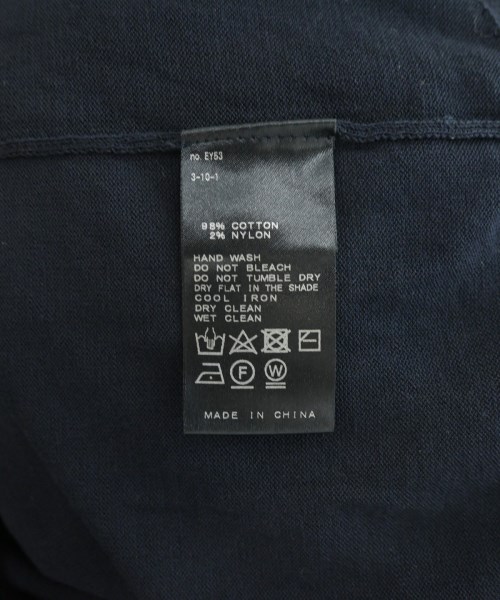 no. EY53
3-10-1
98% COTTON
2% NYLON
HAND WASH
DO NOT BLEACH
DO NOT TUMBLE DRY
DRY FLAT IN THE SHADE
COOL IRON
DRY CLEAN
WET CLEAN
F W
MADE IN CHINA